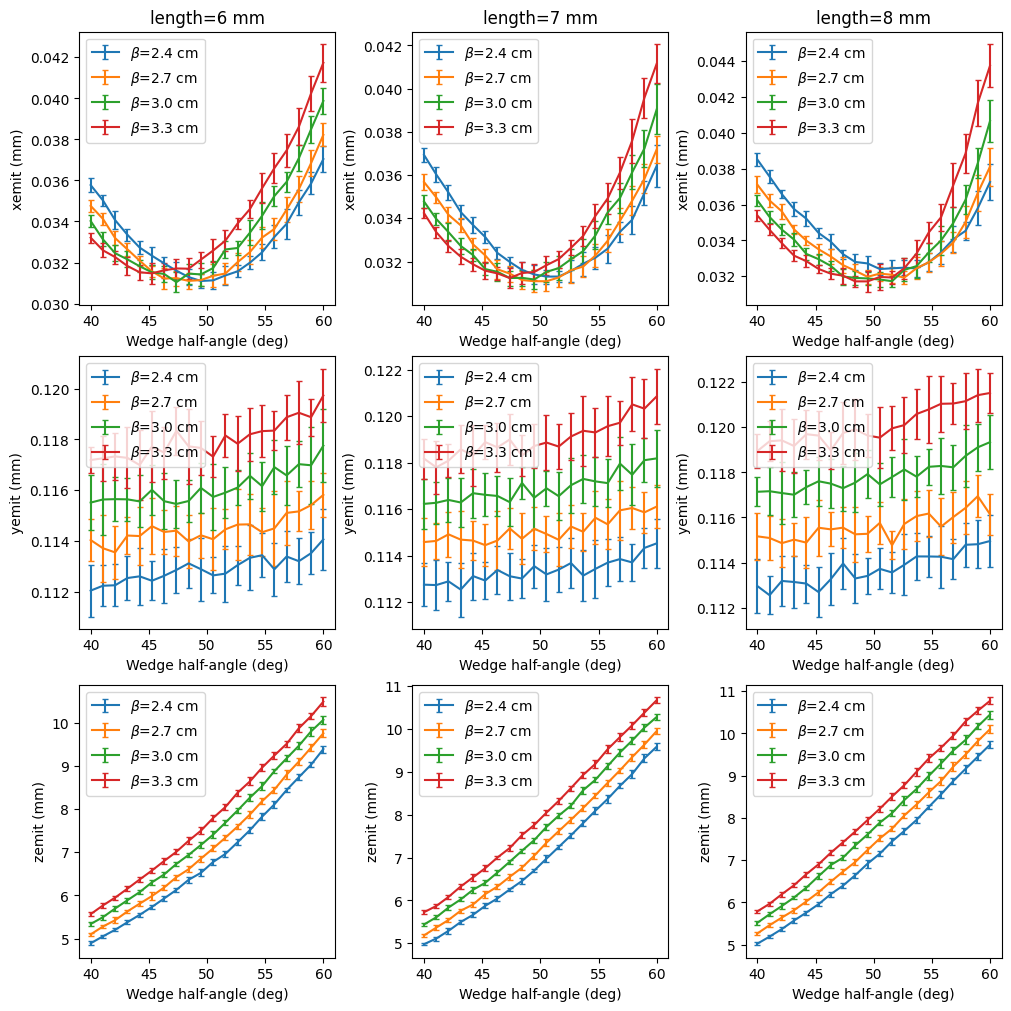 length=6 mm
length=7 mm
length=8 mm
xemit (mm)
0.042
0.040
0.038
0.036
0.034
0.032
0.030
β=2.4 cm
β=2.7 cm
β=3.0 cm
β=3.3 cm
40 45 50 55 60
Wedge half-angle (deg)
xemit (mm)
0.042
0.040
0.038
0.036
0.034
0.032
β=2.4 cm
β=2.7 cm
β=3.0 cm
β=3.3 cm
40 45 50 55 60
Wedge half-angle (deg)
xemit (mm)
0.044
0.042
0.040
0.038
0.036
0.034
0.032
β=2.4 cm
β=2.7 cm
β=3.0 cm
β=3.3 cm
40 45 50 55 60
Wedge half-angle (deg)
yemit (mm)
0.120
0.118
0.116
0.114
0.112
β=2.4 cm
β=2.7 cm
β=3.0 cm
β=3.3 cm
40 45 50 55 60
Wedge half-angle (deg)
yemit (mm)
0.122
0.120
0.118
0.116
0.114
0.112
β=2.4 cm
β=2.7 cm
β=3.0 cm
β=3.3 cm
40 45 50 55 60
Wedge half-angle (deg)
yemit (mm)
0.122
0.120
0.118
0.116
0.114
0.112
β=2.4 cm
β=2.7 cm
β=3.0 cm
β=3.3 cm
40 45 50 55 60
Wedge half-angle (deg)
zemit (mm)
10
9
8
7
6
5
β=2.4 cm
β=2.7 cm
β=3.0 cm
β=3.3 cm
40 45 50 55 60
Wedge half-angle (deg)
zemit (mm)
11
10
9
8
7
6
5
β=2.4 cm
β=2.7 cm
β=3.0 cm
β=3.3 cm
40 45 50 55 60
Wedge half-angle (deg)
zemit (mm)
11
10
9
8
7
6
5
β=2.4 cm
β=2.7 cm
β=3.0 cm
β=3.3 cm
40 45 50 55 60
Wedge half-angle (deg)